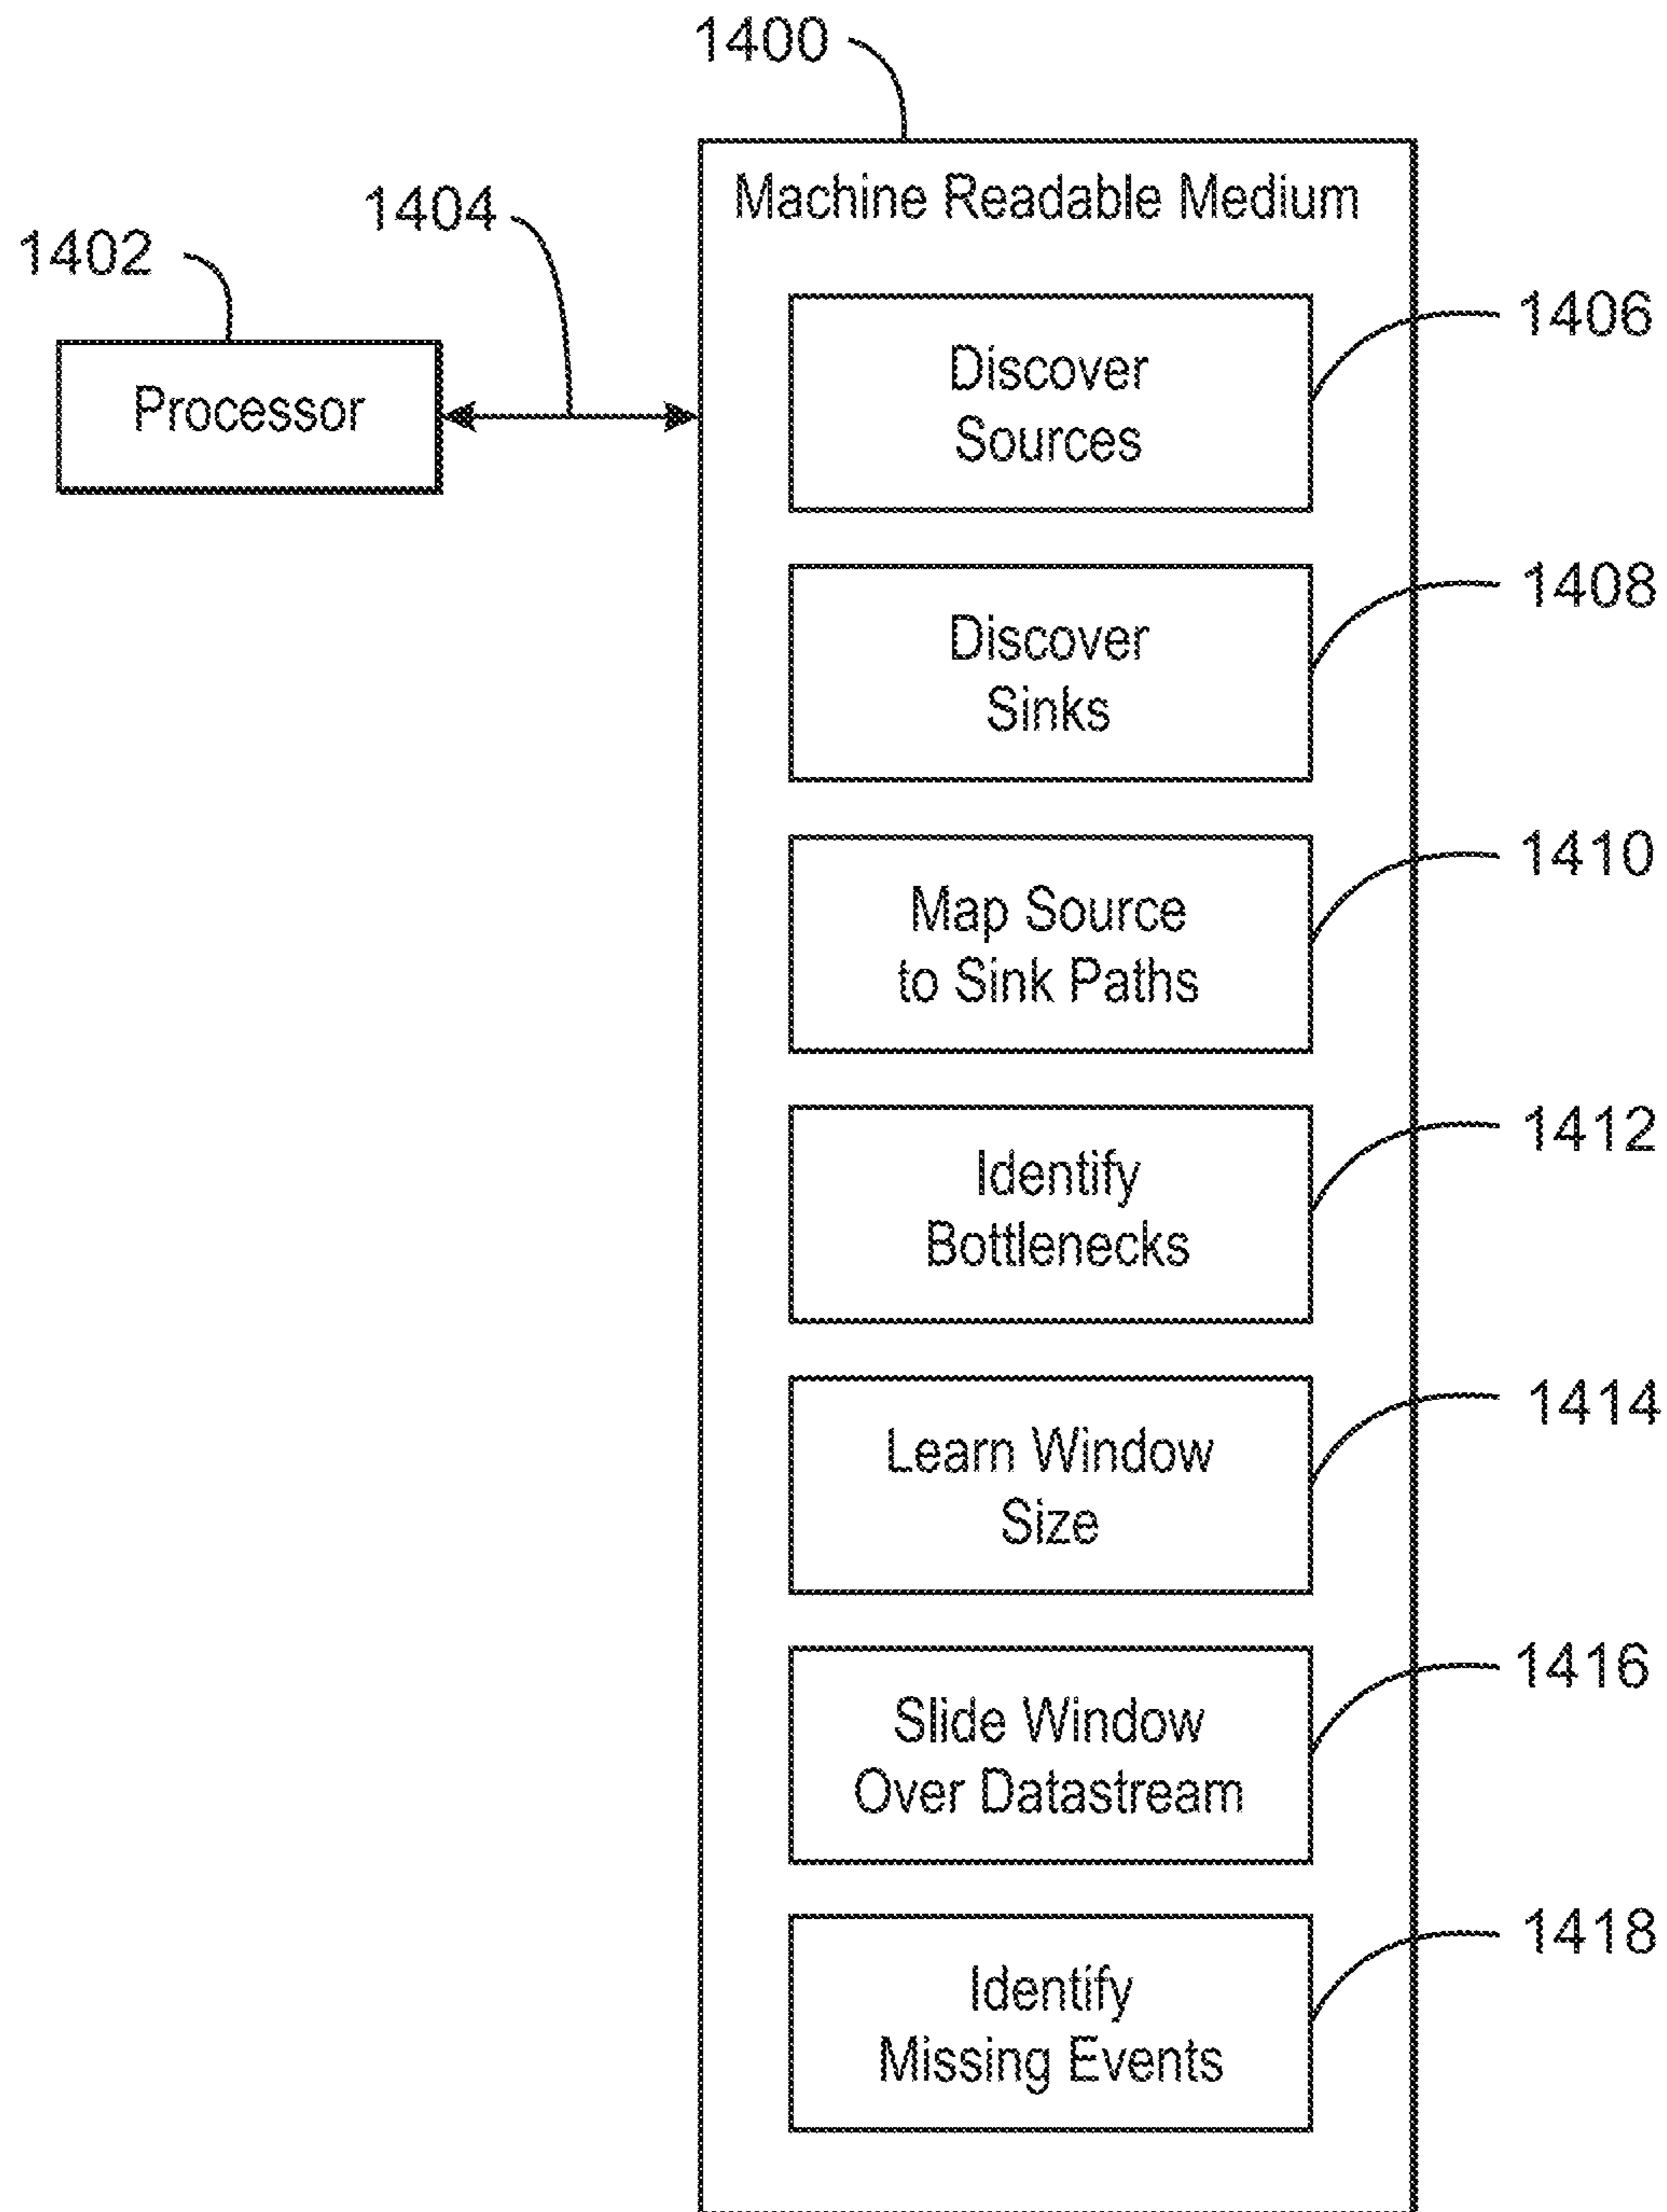 1400
Machine Readable Medium
1404
1402
Processor
Discover
Sources
1406
Discover
Sinks
1408
Map Source
to Sink Paths
1410
Identify
Bottlenecks
1412
Learn Window
Size
1414
Slide Window
Over Datastream
1416
Identify
Missing Events
1418